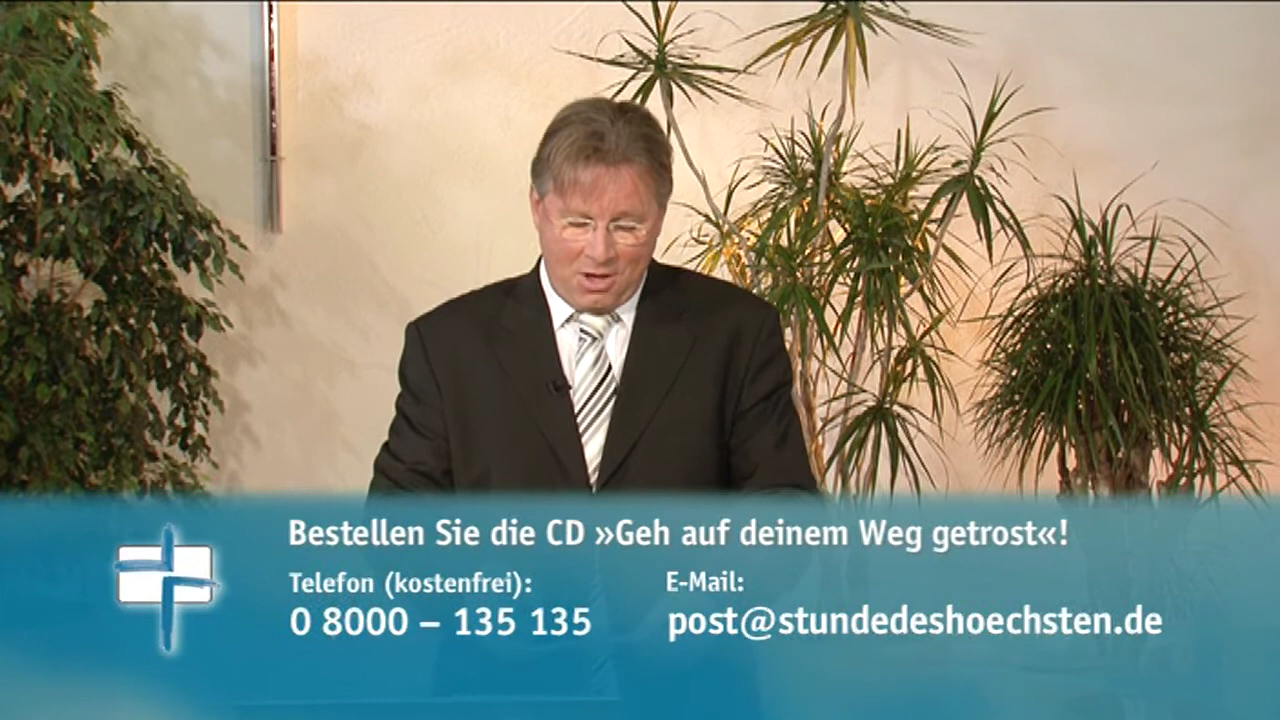 Bestellen Sie die CD »Geh auf deinem Weg getrost«!
Telefon (kostenfrei):
0 8000 – 135 135
E-Mail:
post@stundedeshoechsten.de